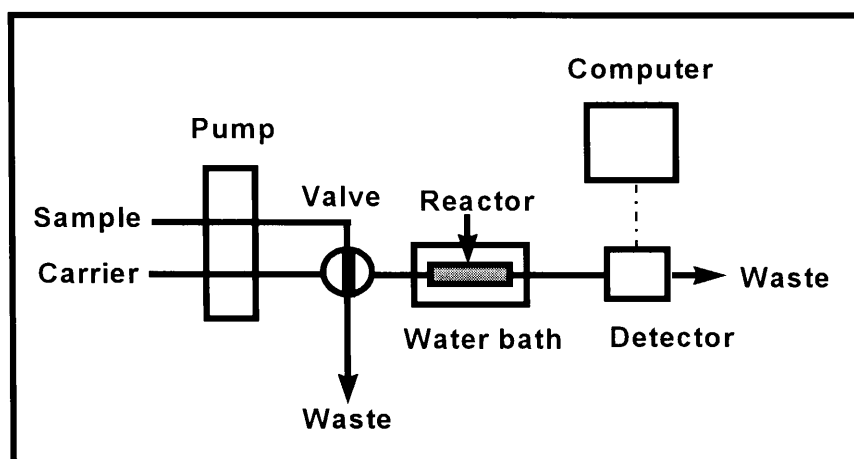 Computer
Pump
Valve
Reactor
Sample
Carrier
Waste
Water bath
Detector
Waste